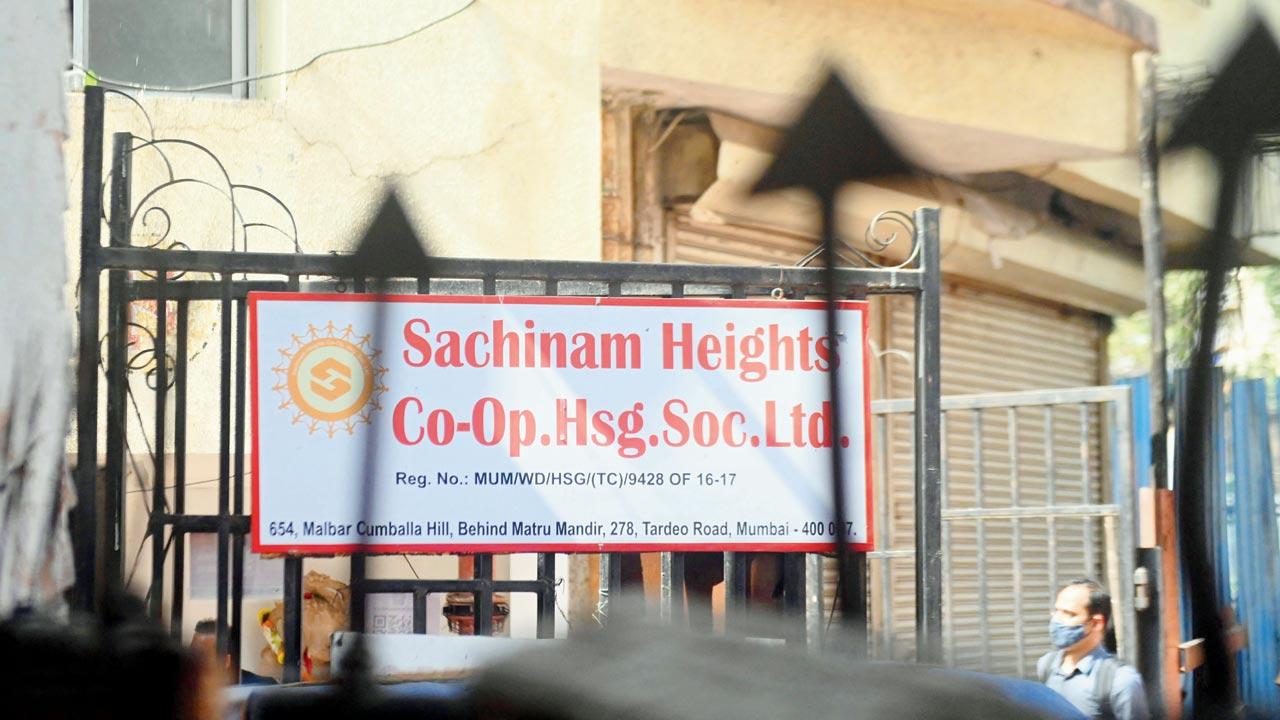 Sachinam Heights
Co-Op.Hsg.Soc.Ltd.
Reg. No.: MUM/WD/HSG/(TC)/9428 OF 16-17
654, Malbar Cumballa Hill, Behind Matru Mandir, 278, Tardeo Road, Mumbai - 400